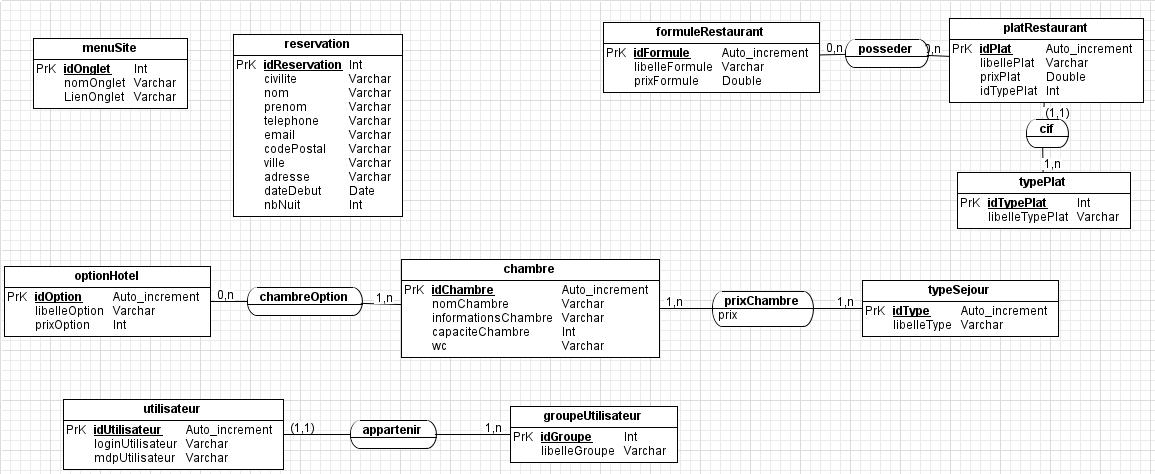 menuSite
PrK idOnglet Int
nomOnglet Varchar
LienOnglet Varchar
reservation
PrK idReservation Int
civilite Varchar
nom Varchar
prenom Varchar
telephone Varchar
email Varchar
codePostal Varchar
ville Varchar
adresse Varchar
dateDebut Date
nbNuit Int
formuleRestaurant
PrK idFormule Auto_increment
libelleFormule Varchar
prixFormule Double
0,n
posseder
0,n
platRestaurant
PrK idPlat Auto_increment
libellePlat Varchar
prixPlat Double
idTypePlat Int
(1,1)
cif
1,n
typePlat
PrK idTypePlat Int
libelleTypePlat Varchar
optionHotel
PrK idOption Auto_increment
libelleOption Varchar
prixOption Int
0,n
chambreOption
1,n
chambre
PrK idChambre Auto_increment
nomChambre Varchar
informationsChambre Varchar
capaciteChambre Int
wc Varchar
1,n
prixChambre
prix
1,n
typeSejour
PrK idType Auto_increment
libelleType Varchar
utilisateur
PrK idUtilisateur Auto_increment
loginUtilisateur Varchar
mdpUtilisateur Varchar
(1,1)
appartenir
1,n
groupeUtilisateur
PrK idGroupe Int
libelleGroupe Varchar